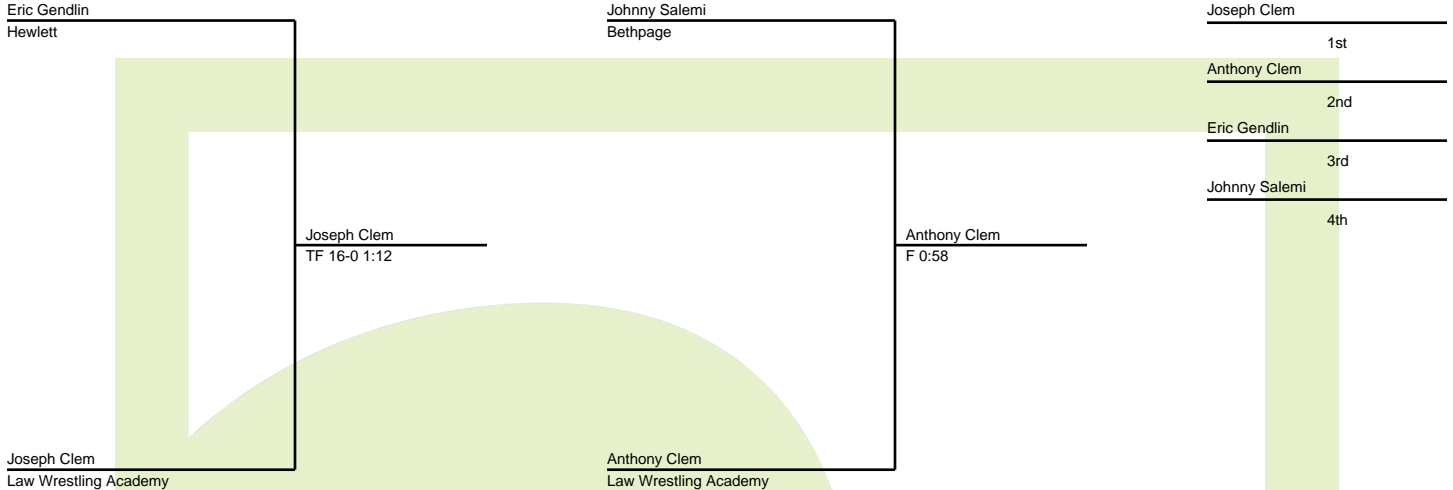 Eric Gendlin
Hewlett
Joseph Clem
TF 16-0 1:12
Joseph Clem
Law Wrestling Academy
Johnny Salemi
Bethpage
Anthony Clem
F 0:58
Anthony Clem
Law Wrestling Academy
Joseph Clem
1st
Anthony Clem
2nd
Eric Gendlin
3rd
Johnny Salemi
4th